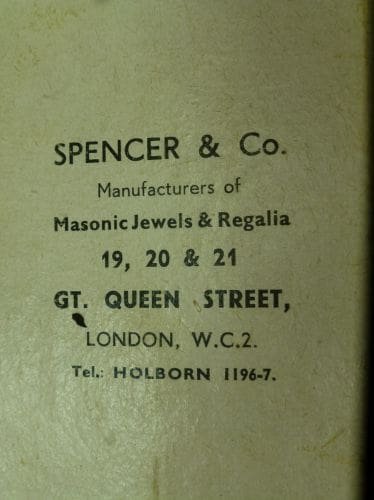 SPENCER & Co.
Manufacturers of
Masonic Jewels & Regalia
19, 20 & 21
GT. QUEEN STREET,
LONDON, W.C.2.
Tel.: HOLBORN 1196-7.